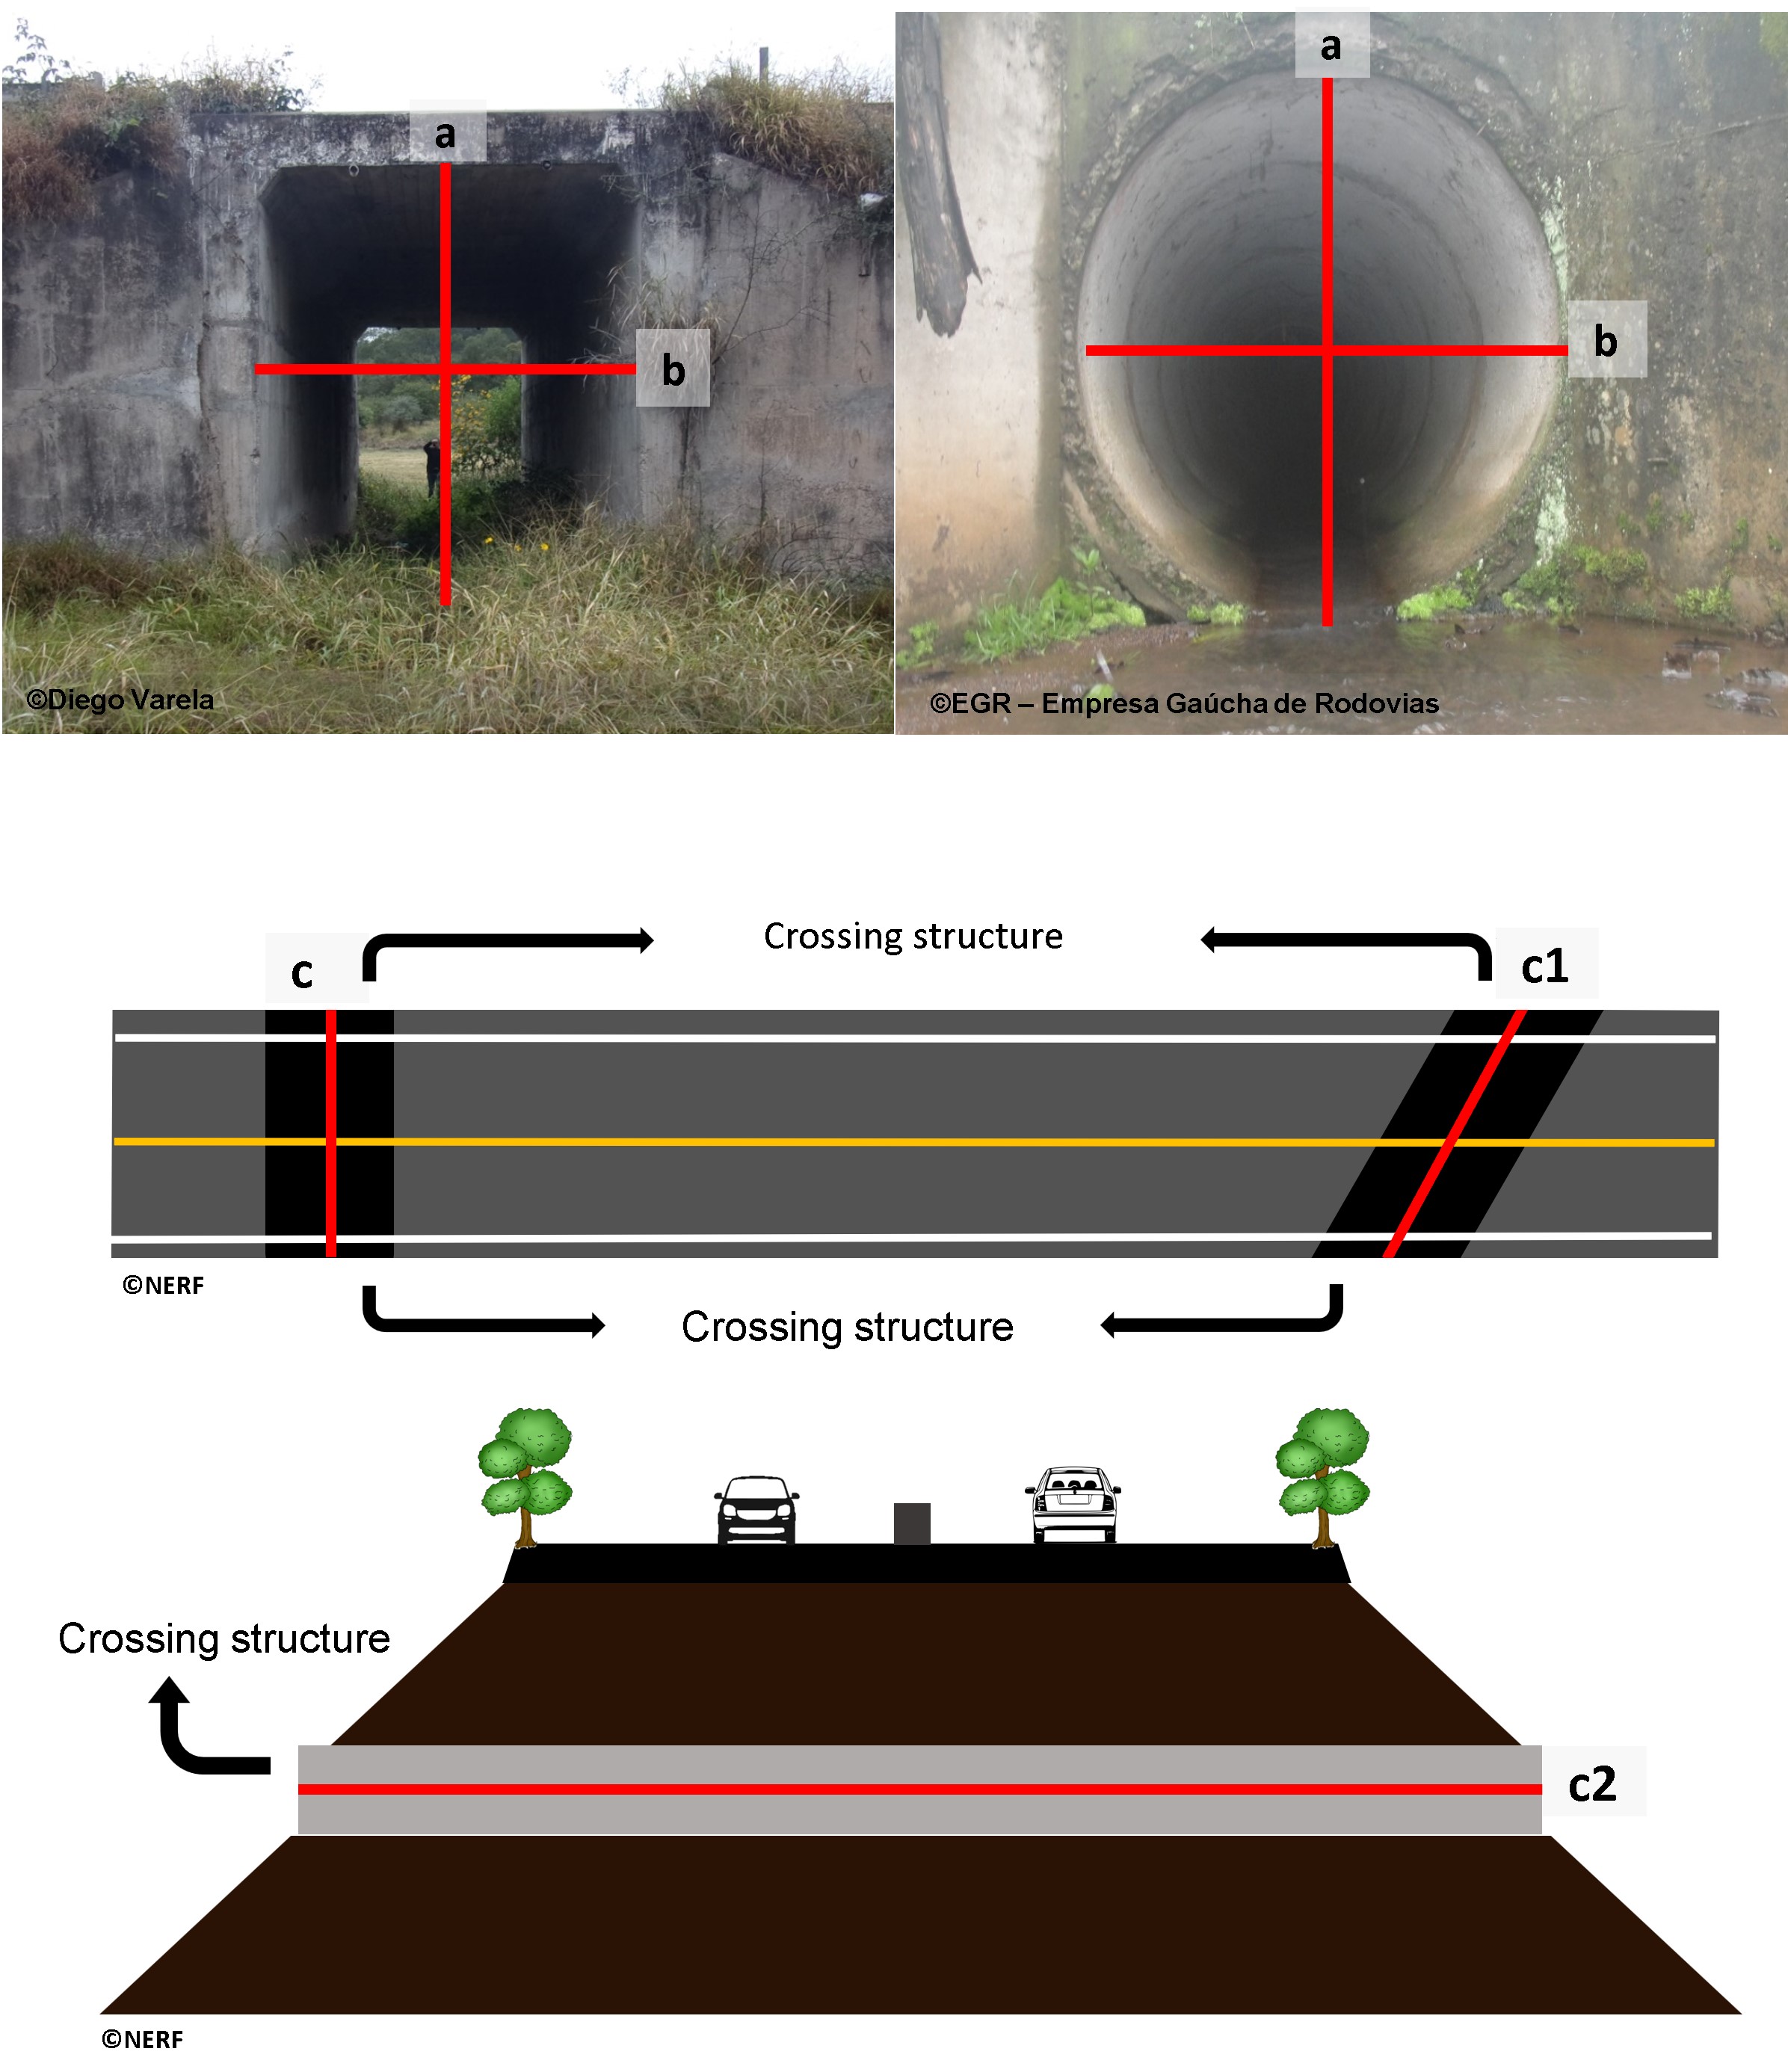 a
b
©Diego Varela
a
b
©EGR – Empresa Gaúcha de Rodovias
Crossing structure
c
c1
©NERF
Crossing structure
Crossing structure
c2
©NERF